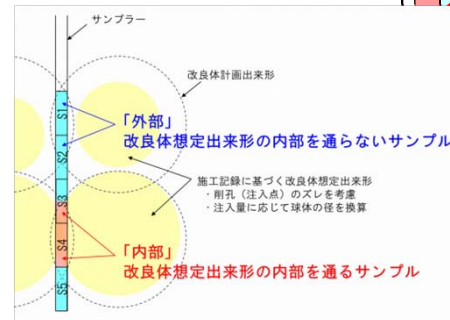 サンプラー
改良体計画出来形
S1
「外部」
改良体想定出来形の内部を通らないサンプル
S2
施工記録に基づく改良体想定出来形
・削孔（注入点）のズレを考慮
・注入量に応じて球体の径を換算
S3
S4
「内部」
改良体想定出来形の内部を通るサンプル
S5